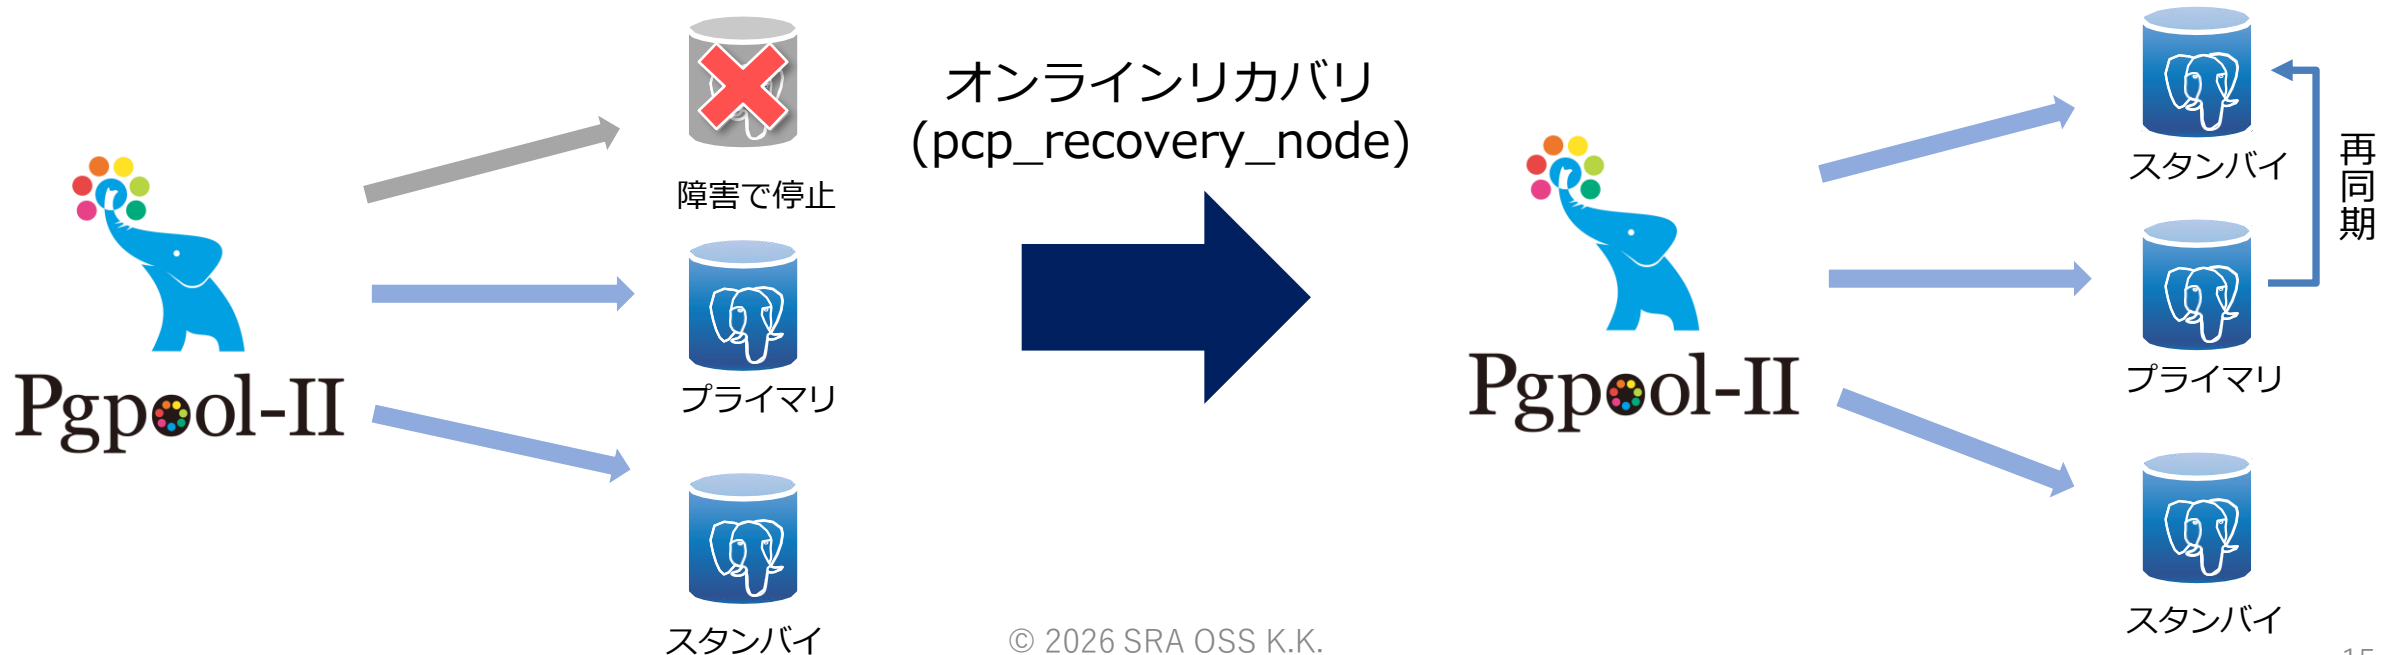 障害で停止
プライマリ
スタンバイ
Pgpool-II
オンラインリカバリ
(pcp_recovery_node)
Pgpool-II
スタンバイ
プライマリ
スタンバイ
再同期
© 2026 SRA OSS K.K.
15